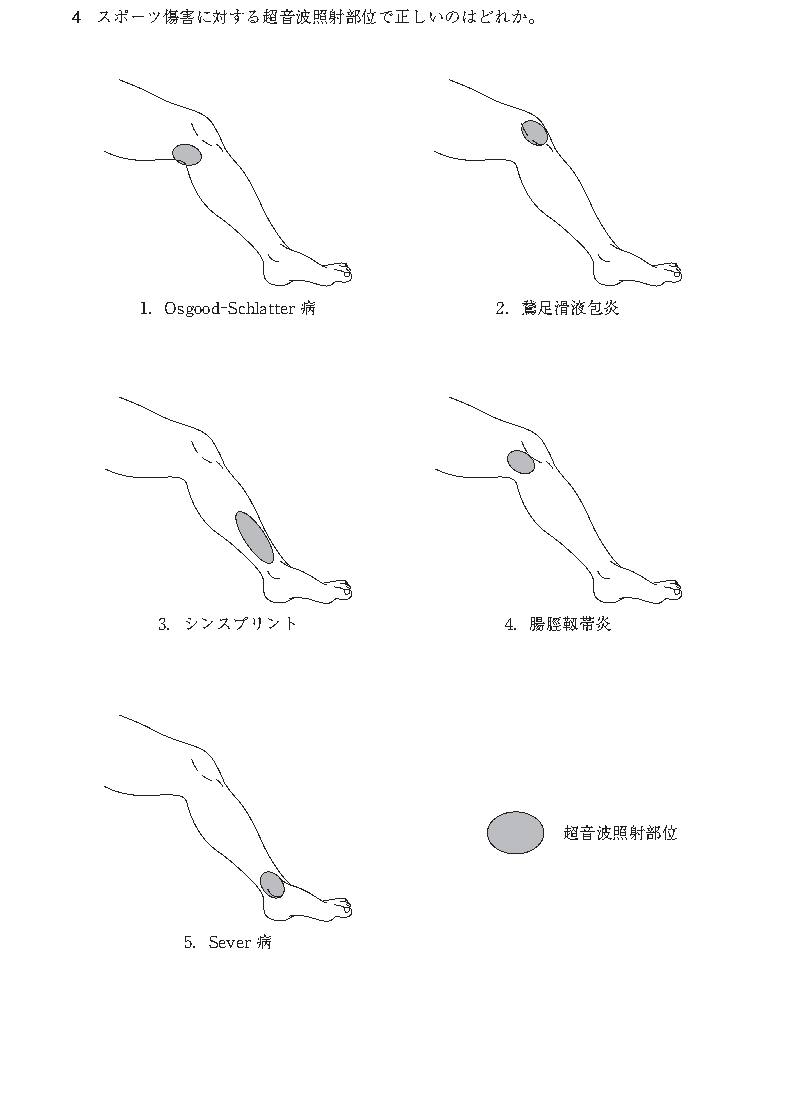 4 スポーツ傷害に対する超音波照射部位で正しいのはどれか。
1. Osgood-Schlatter 病
2. 鵞足滑液包炎
3. シンスプリント
4. 腸脛靱帯炎
5. Sever 病
超音波照射部位